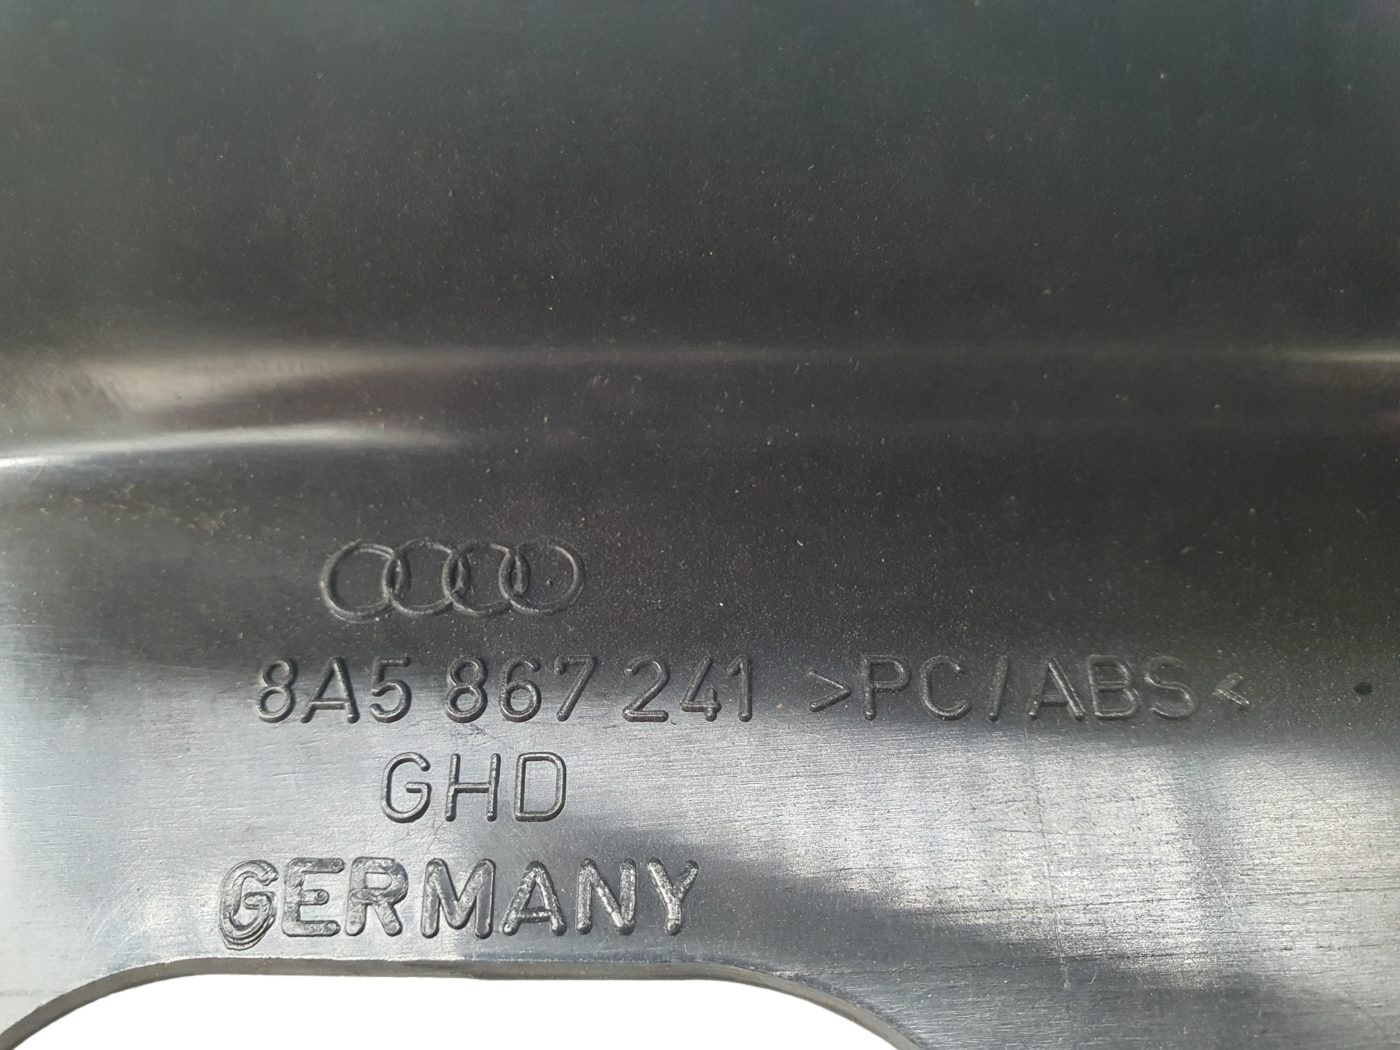 8A5 867 241 >PC/ABS<
GHD
GERMANY